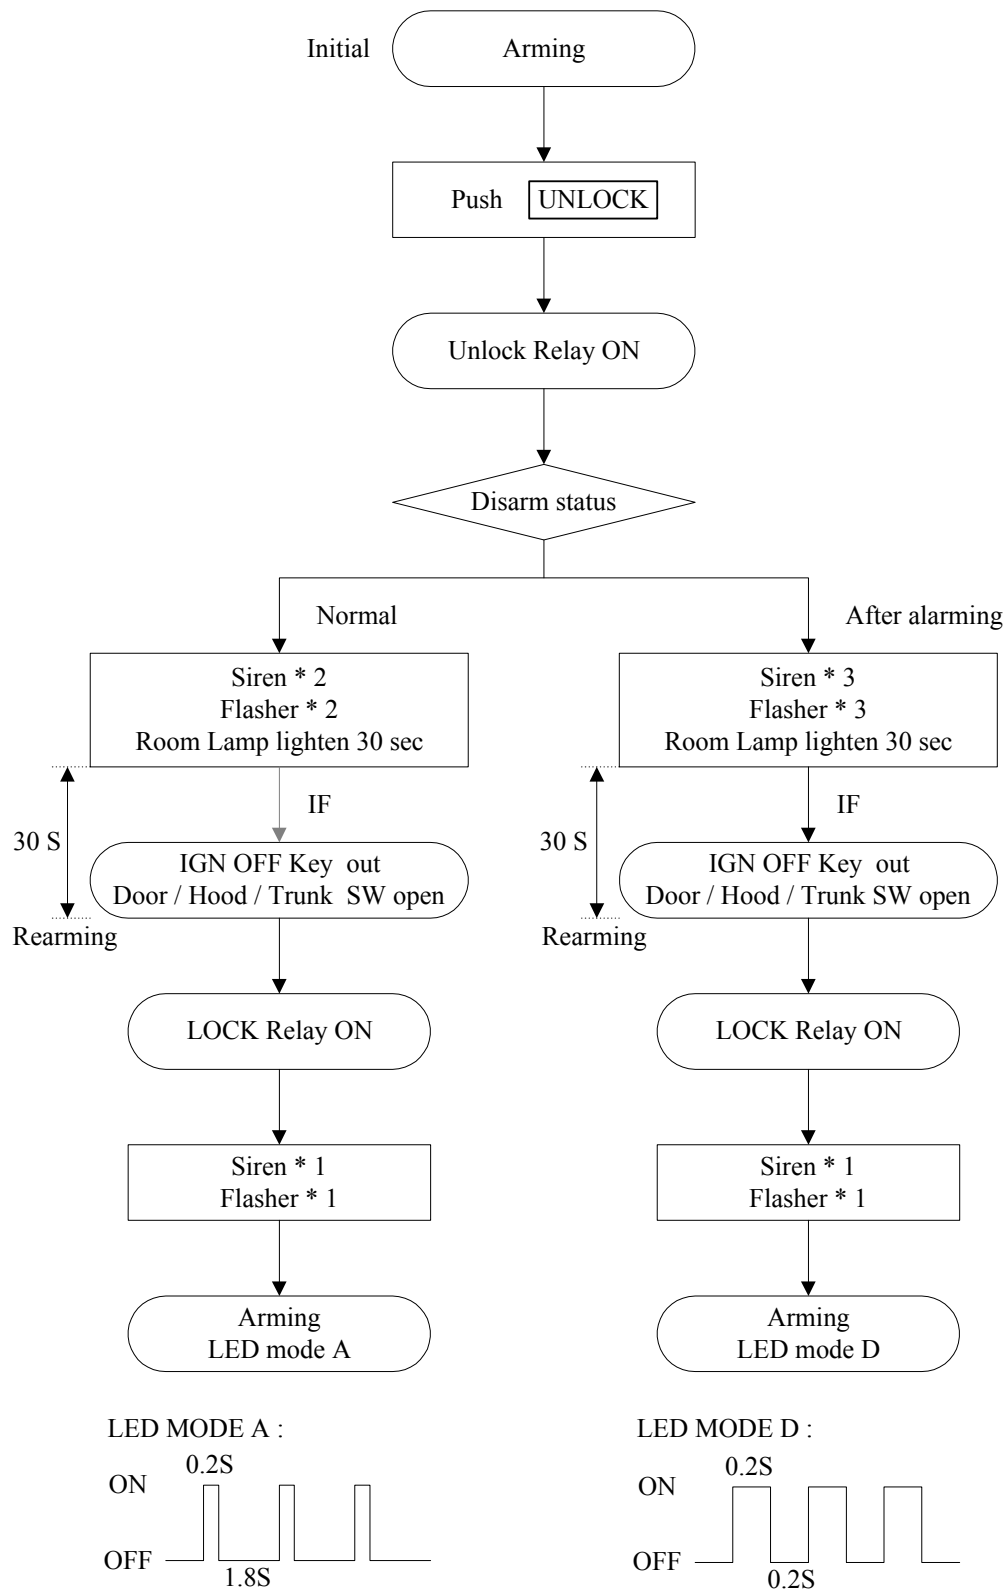 Initial
Arming
Push UNLOCK
Unlock Relay ON
Disarm status
Normal
After alarming
Siren * 2
Flasher * 2
Room Lamp lighten 30 sec
Siren * 3
Flasher * 3
Room Lamp lighten 30 sec
IF
IF
30 S
30 S
IGN OFF Key  out
Door / Hood / Trunk  SW open
IGN OFF Key  out
Door / Hood / Trunk SW open
Rearming
Rearming
LOCK Relay ON
LOCK Relay ON
Siren * 1
Flasher * 1
Siren * 1
Flasher * 1
Arming
LED mode A
Arming
LED mode D
LED MODE A :
0.2S
ON
OFF
1.8S
LED MODE D :
0.2S
ON
OFF
0.2S